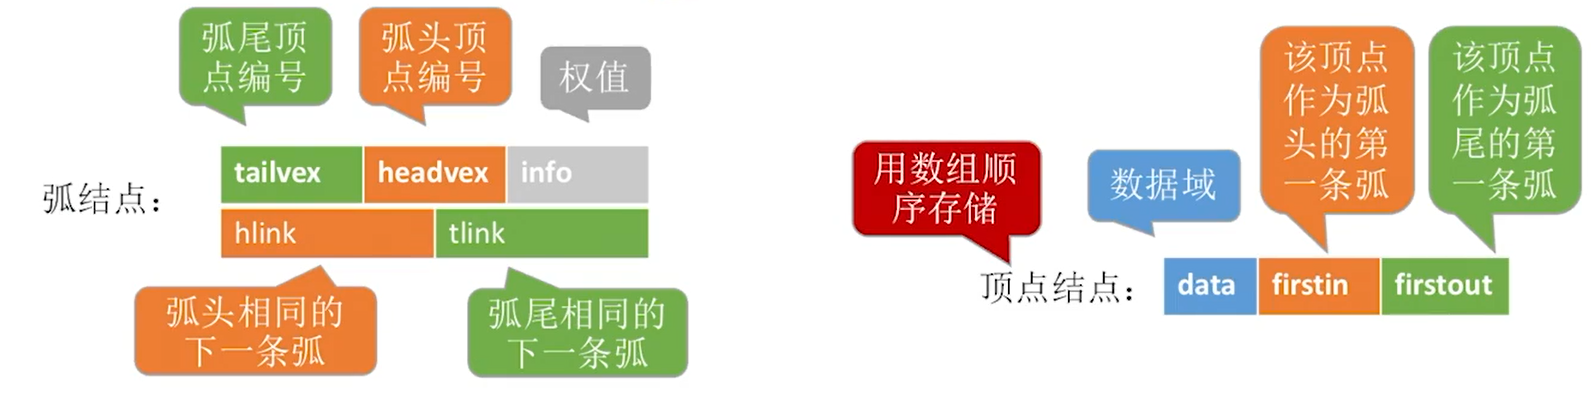 弧尾顶
点编号
弧头顶
点编号
权值
弧结点：
tailvex
headvex
info
hlink
tlink
弧头相同的
下一条弧
弧尾相同的
下一条弧
用数组顺
序存储
数据域
该顶点
作为弧
头的第
一条弧
该顶点
作为弧
尾的第
一条弧
顶点结点：
data
firstin
firstout